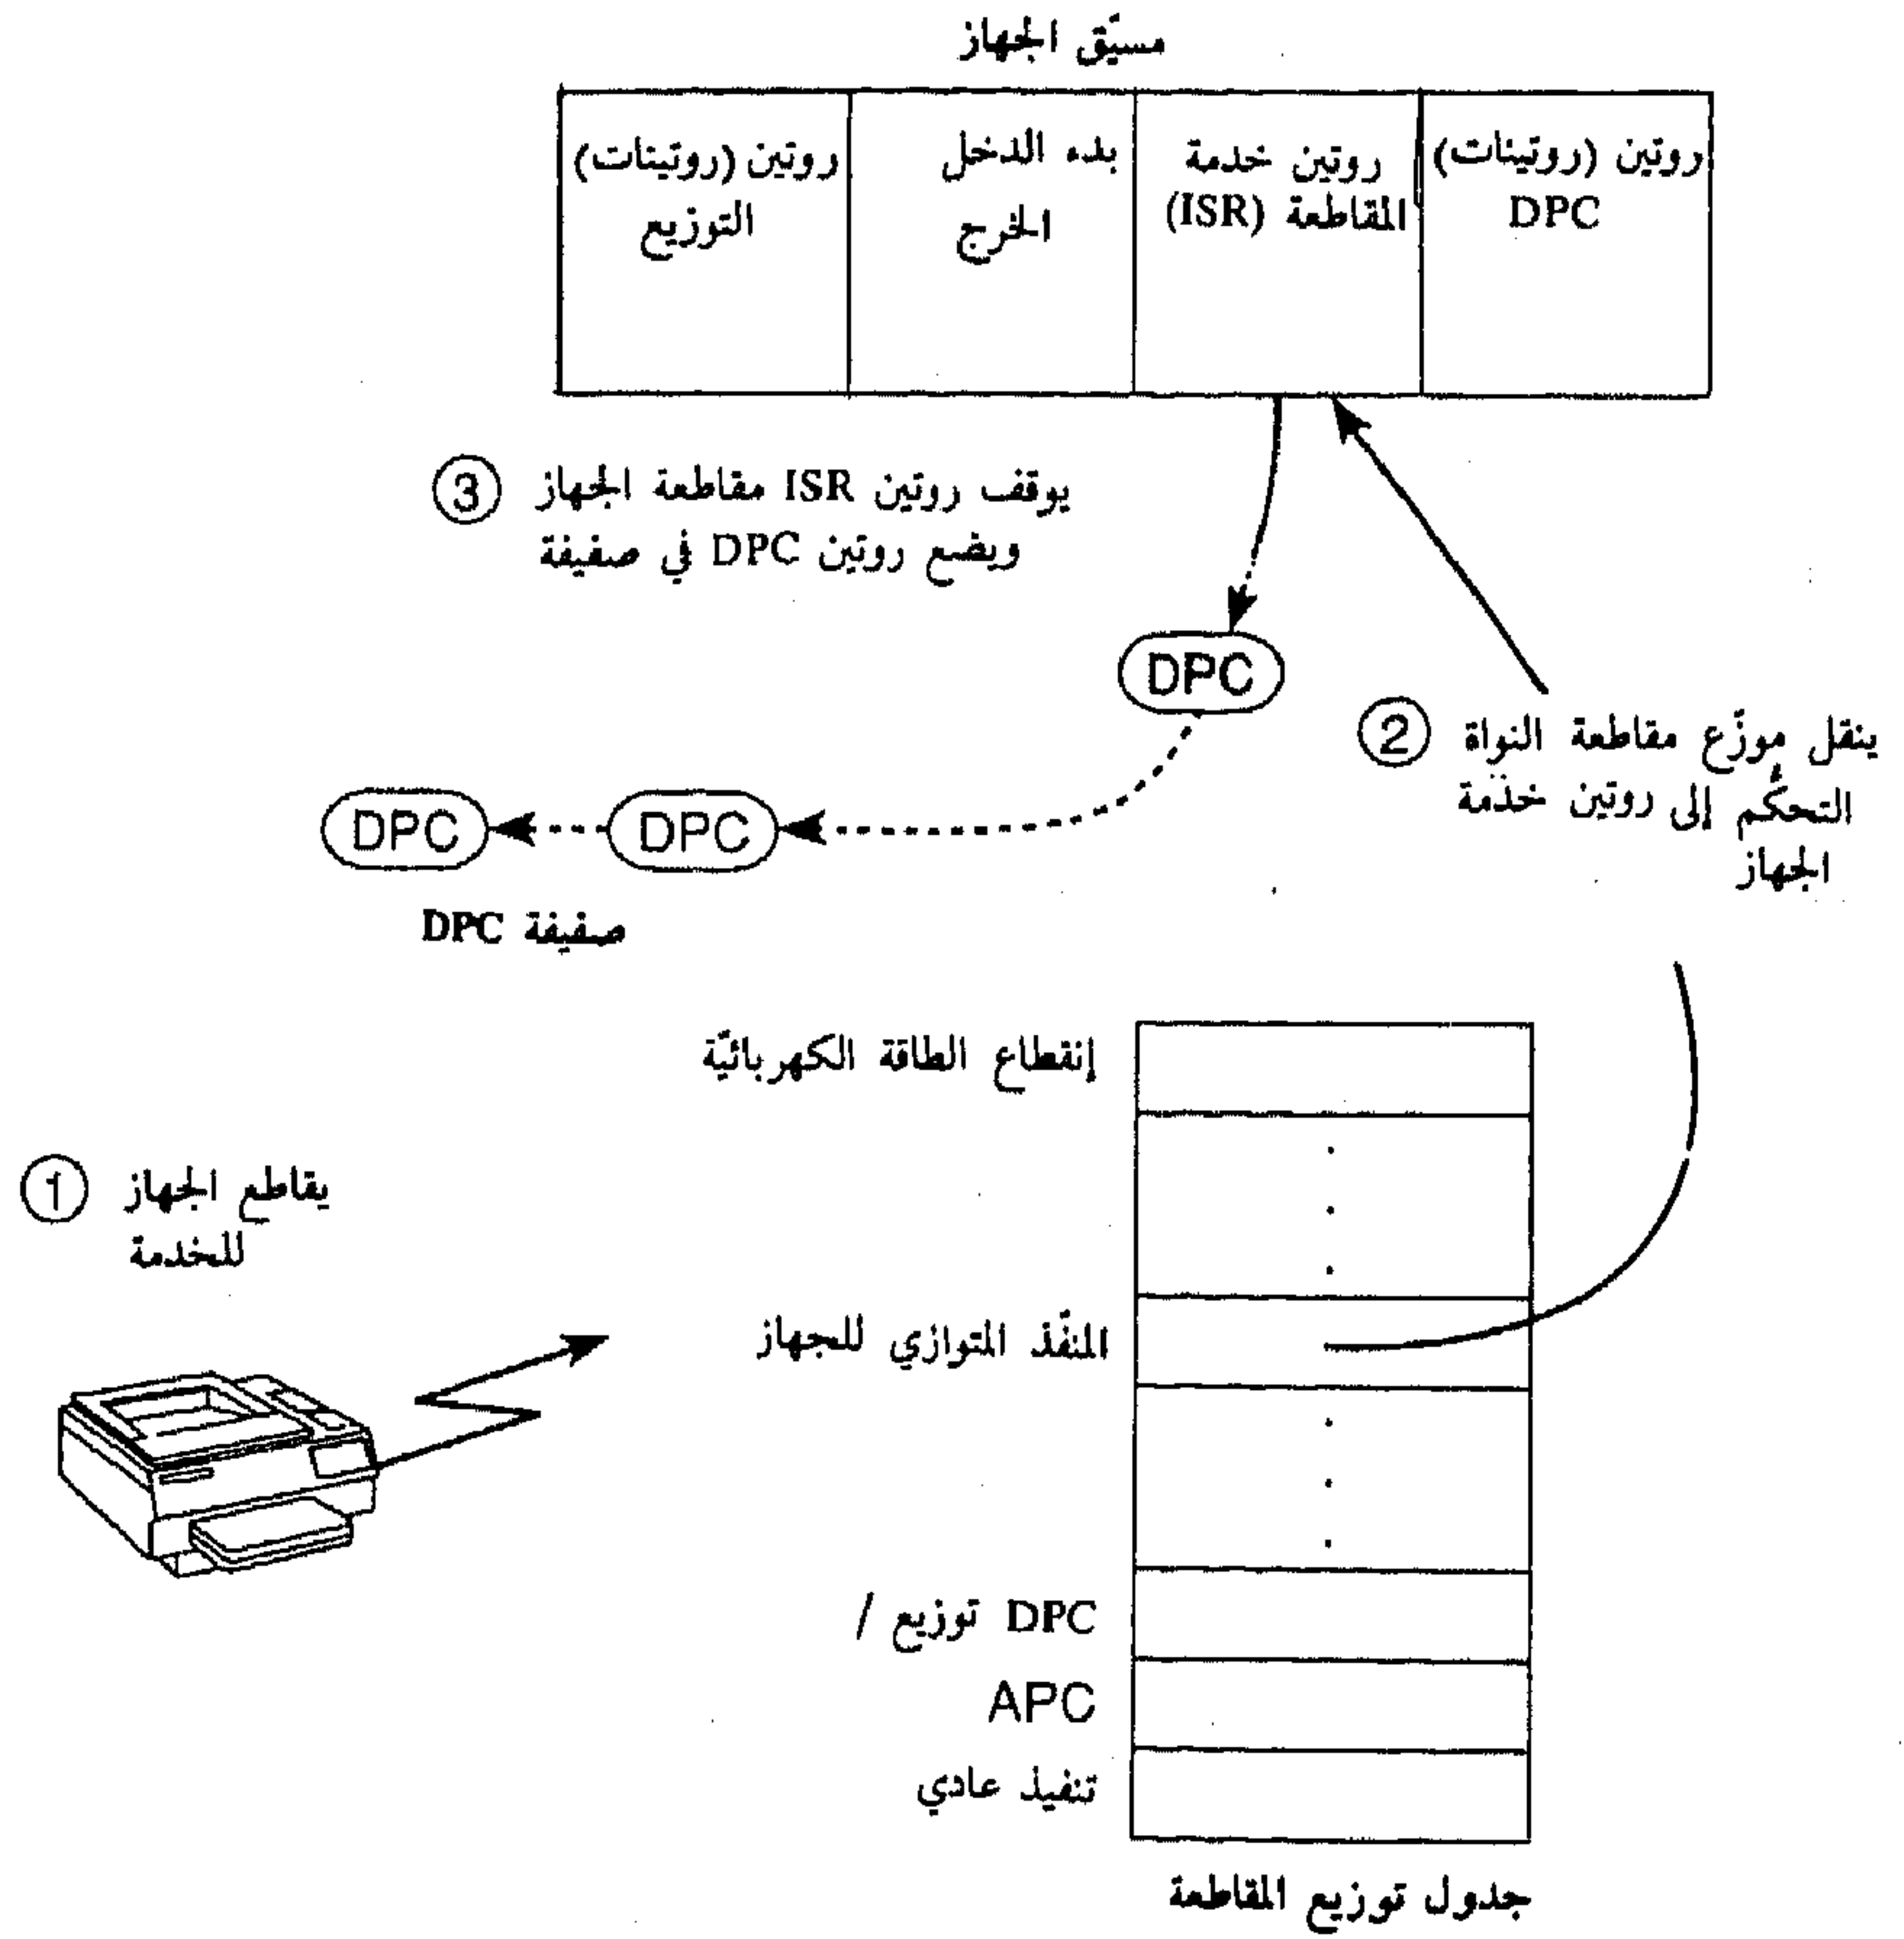 مسيّق الجهاز
روتين (روتينات)
DPC
روتين خدمة
المقاطعة (ISR)
بدء الدخل
الخرج
روتين (روتينات)
التوزيع
③ يوقف روتين ISR مقاطعة الجهاز
ويضع روتين DPC في صفيفة
DPC
② ينقل موزّع مقاطعة النواة
التحكّم إلى روتين خدمة
الجهاز
DPC
DPC
صفيفة DPC
إنقطاع الطاقة الكهربائيّة
① يقاطع الجهاز
للخدمة
المنفّذ المتوازي للجهاز
DPC توزيع /
APC
تنفيذ عادي
جدول توزيع المقاطعة